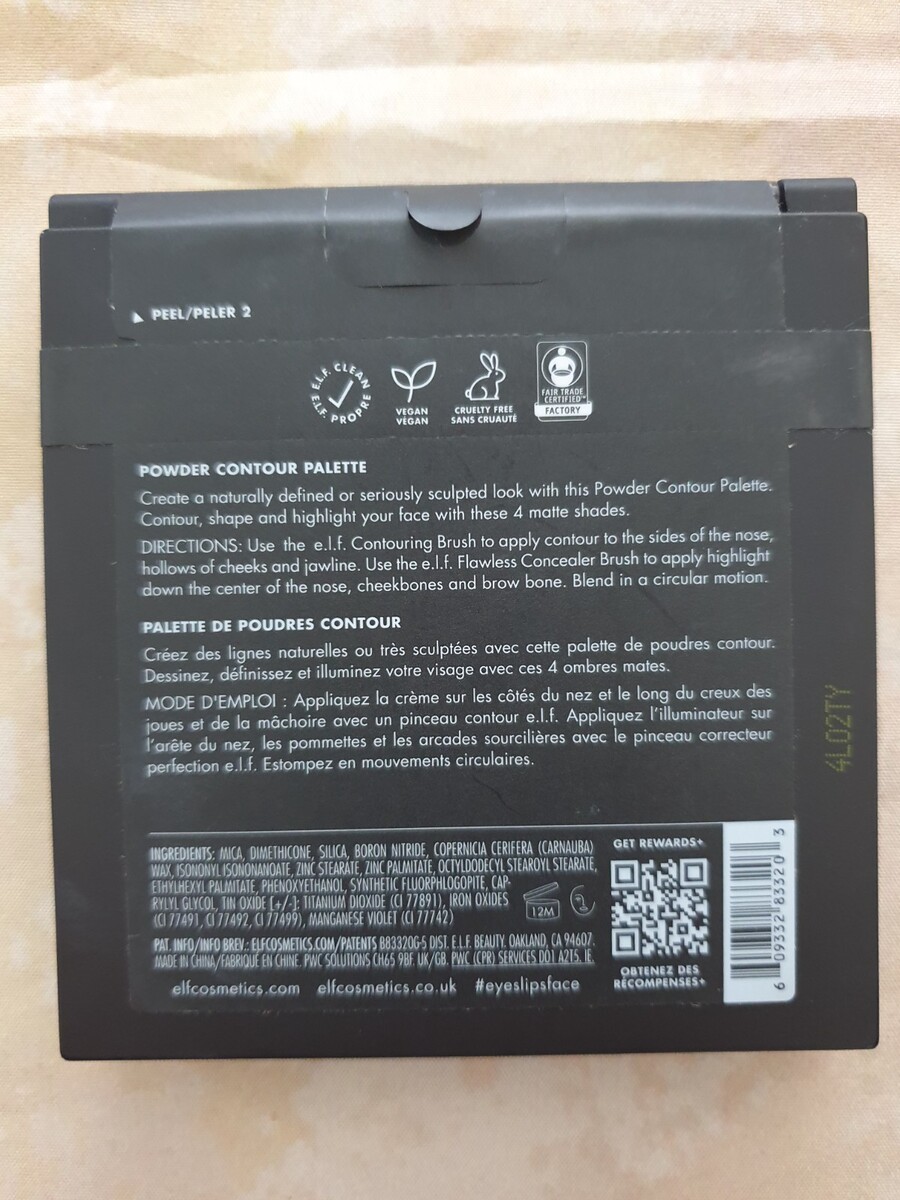 PEEL/PELER 2
E.L.F. CLEAN
E.L.F. PROPRE
VEGAN
VÉGAN
CRUELTY FREE
SANS CRUAUTÉ
FAIR TRADE
CERTIFIED™
FACTORY
POWDER CONTOUR PALETTE
Create a naturally defined or seriously sculpted look with this Powder Contour Palette.
Contour, shape and highlight your face with these 4 matte shades.
DIRECTIONS: Use the e.l.f. Contouring Brush to apply contour to the sides of the nose,
hollows of cheeks and jawline. Use the e.l.f. Flawless Concealer Brush to apply highlight
down the center of the nose, cheekbones and brow bone. Blend in a circular motion.
PALETTE DE POUDRES CONTOUR
Créez des lignes naturelles ou très sculptées avec cette palette de poudres contour.
Dessinez, définissez et illuminez votre visage avec ces 4 ombres mates.
MODE D'EMPLOI : Appliquez la crème sur les côtés du nez et le long du creux des
joues et de la mâchoire avec un pinceau contour e.l.f. Appliquez l'illuminateur sur
l'arête du nez, les pommettes et les arcades sourcilières avec le pinceau correcteur
perfection e.l.f. Estompez en mouvements circulaires.
4L02TY
INGREDIENTS: MICA, DIMETHICONE, SILICA, BORON NITRIDE, COPERNICIA CERIFERA (CARNAUBA)
WAX, ISONONYL ISONONANOATE, ZINC STEARATE, ZINC PALMITATE, OCTYLDODECYL STEAROYL STEARATE,
ETHYLHEXYL PALMITATE, PHENOXYETHANOL, SYNTHETIC FLUORPHLOGOPITE, CAP-
RYLYL GLYCOL, TIN OXIDE [+/-]: TITANIUM DIOXIDE (CI 77891), IRON OXIDES
(CI 77491, CI 77492, CI 77499), MANGANESE VIOLET (CI 77742)
12M
PAT. INFO/INFO BREV.: ELFCOSMETICS.COM/PATENTS B83320G-5 DIST. E.L.F. BEAUTY. OAKLAND, CA 94607.
MADE IN CHINA/FABRIQUÉ EN CHINE. PWC SOLUTIONS CH65 9BF. UK/GB. PWC (CPR) SERVICES D01 A2T5. IE.
elfcosmetics.com elfcosmetics.co.uk #eyeslipsface
GET REWARDS+
OBTENEZ DES
RÉCOMPENSES+
6 09332 83320 3